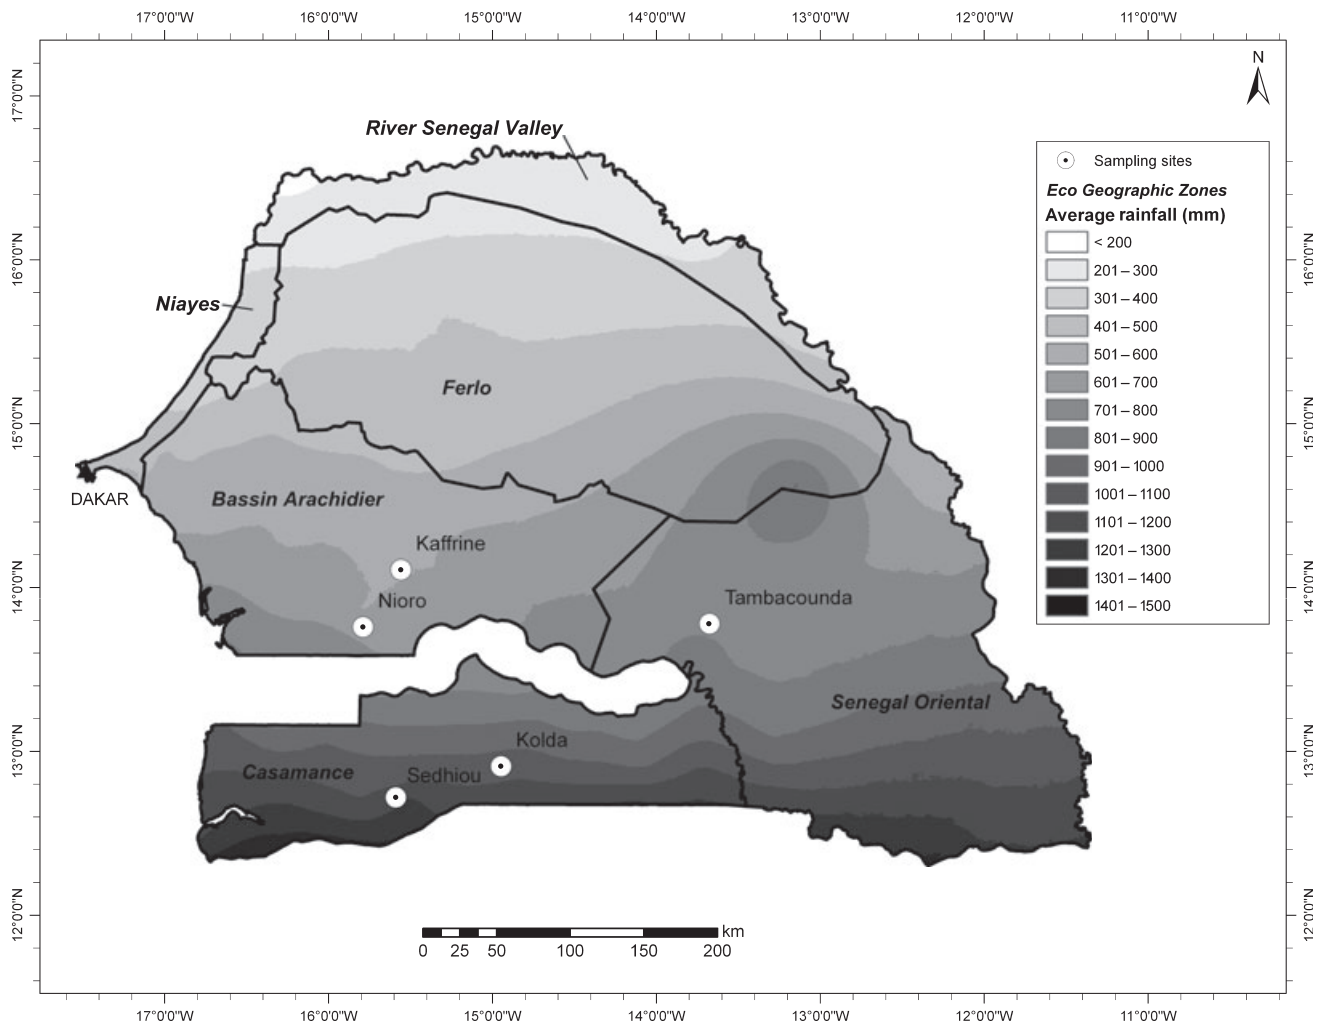 17°0'0"W 16°0'0"W 15°0'0"W 14°0'0"W 13°0'0"W 12°0'0"W 11°0'0"W
N
17°0'0"N
16°0'0"N
15°0'0"N
14°0'0"N
13°0'0"N
12°0'0"N
River Senegal Valley
Niayes
Ferlo
DAKAR
Bassin Arachidier
Kaffrine
Nioro
Tambacounda
Senegal Oriental
Kolda
Casamance
Sedhiou
Sampling sites
Eco Geographic Zones
Average rainfall (mm)
< 200
201–300
301–400
401–500
501–600
601–700
701–800
801–900
901–1000
1001–1100
1101–1200
1201–1300
1301–1400
1401–1500
16°0'0"N
15°0'0"N
14°0'0"N
13°0'0"N
12°0'0"N
km
0 25 50 100 150 200
17°0'0"W 16°0'0"W 15°0'0"W 14°0'0"W 13°0'0"W 12°0'0"W 11°0'0"W